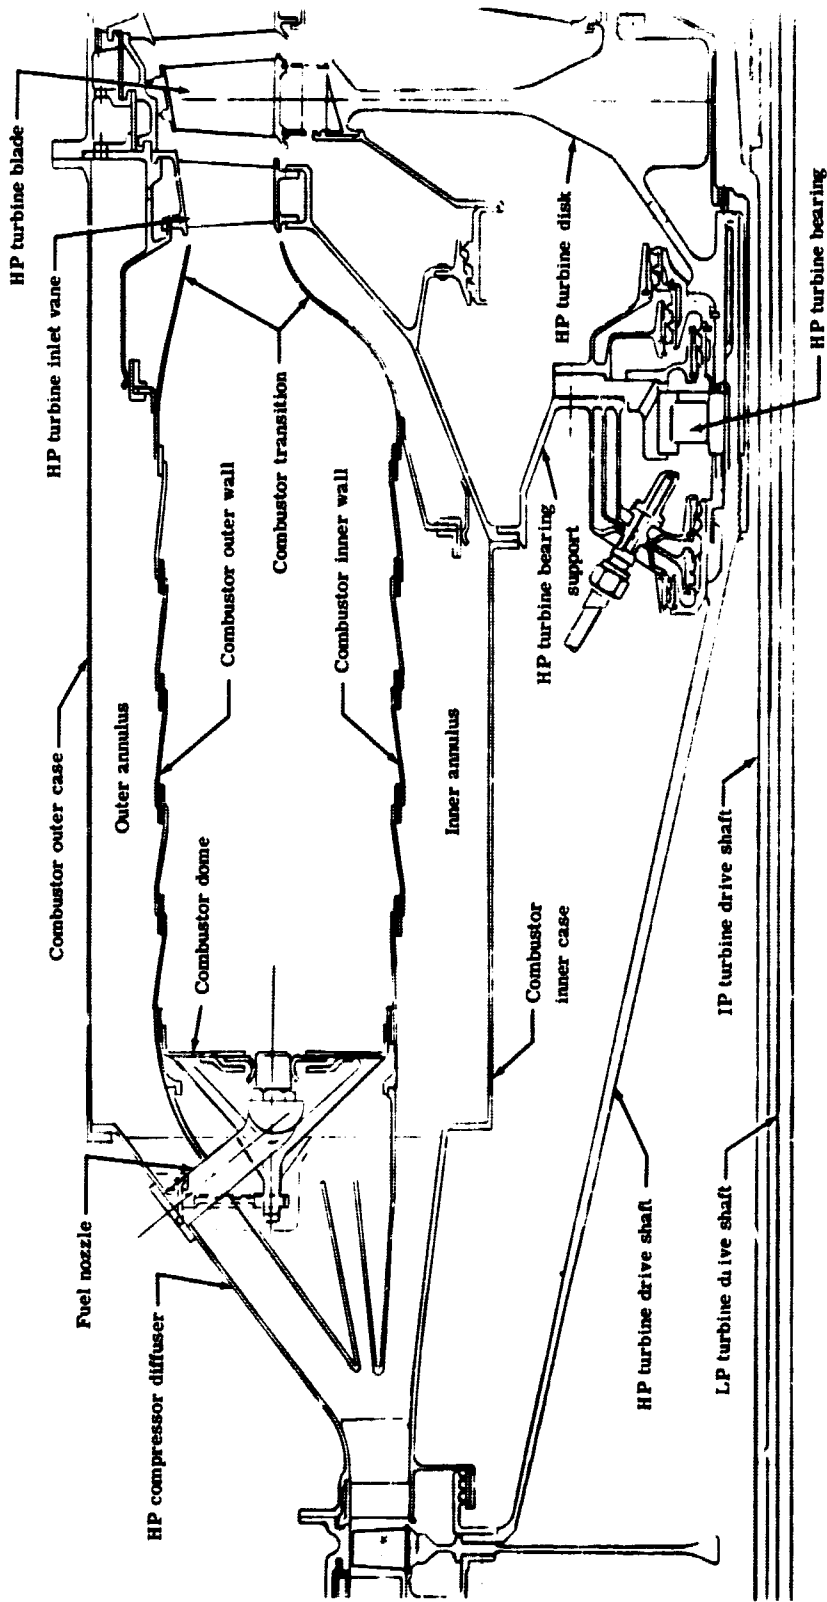 HP turbine blade
HP turbine inlet vane
Combustor outer case
Combustor transition
Combustor outer wall
Outer annulus
Combustor dome
Fuel nozzle
HP compressor diffuser
Combustor inner wall
Inner annulus
Combustor
inner case
HP turbine disk
HP turbine bearing
support
HP turbine bearing
IP turbine drive shaft
HP turbine drive shaft
LP turbine drive shaft